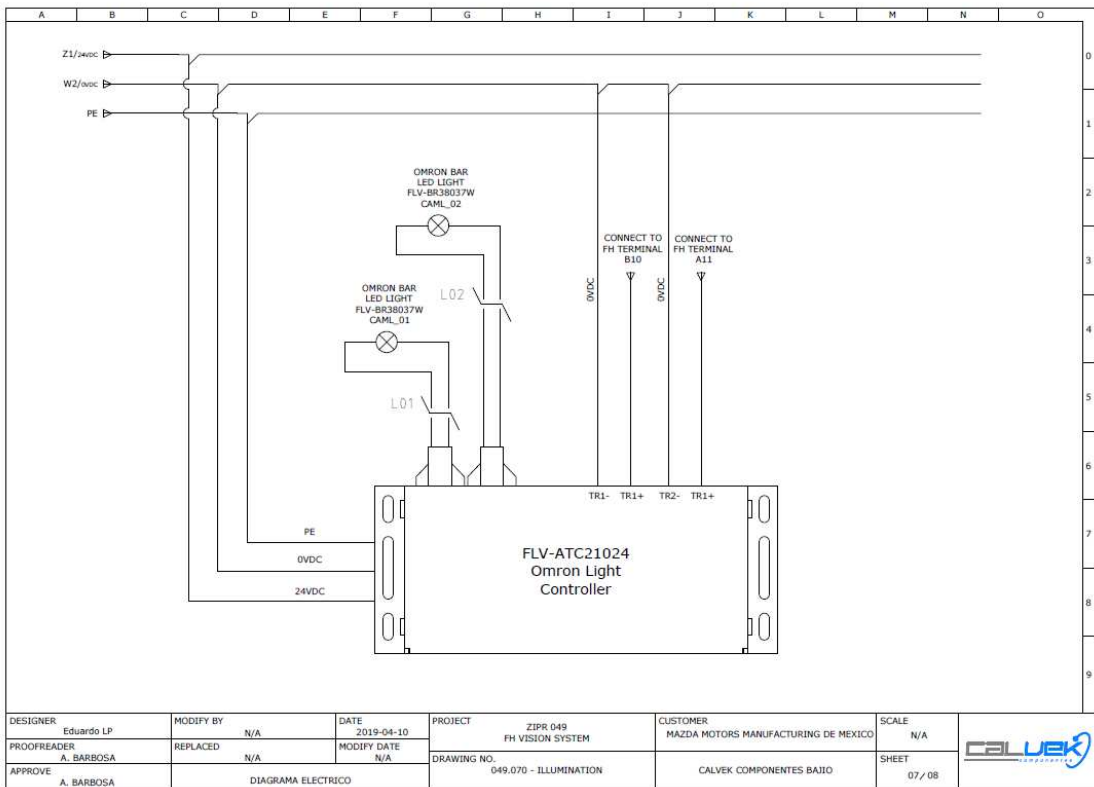 A B C D E F G H I J K L M N O
0
1
2
3
4
5
6
7
8
9
Z1/24VDC
W2/0VDC
PE
OMRON BAR
LED LIGHT
FLV-BR38037W
CAML_02
L02
OMRON BAR
LED LIGHT
FLV-BR38037W
CAML_01
L01
CONNECT TO
FH TERMINAL
B10
CONNECT TO
FH TERMINAL
A11
0VDC
0VDC
TR1- TR1+ TR2- TR1+
PE
0VDC
24VDC
FLV-ATC21024
Omron Light
Controller
DESIGNER
Eduardo LP
MODIFY BY
N/A
DATE
2019-04-10
PROJECT
ZIPR 049
FH VISION SYSTEM
CUSTOMER
MAZDA MOTORS MANUFACTURING DE MEXICO
SCALE
N/A
PROOFREADER
A. BARBOSA
REPLACED
N/A
MODIFY DATE
N/A
DRAWING NO.
049.070 - ILLUMINATION
CALVEK COMPONENTES BAJIO
SHEET
07/08
APPROVE
A. BARBOSA
DIAGRAMA ELECTRICO
CALVEK
componentes